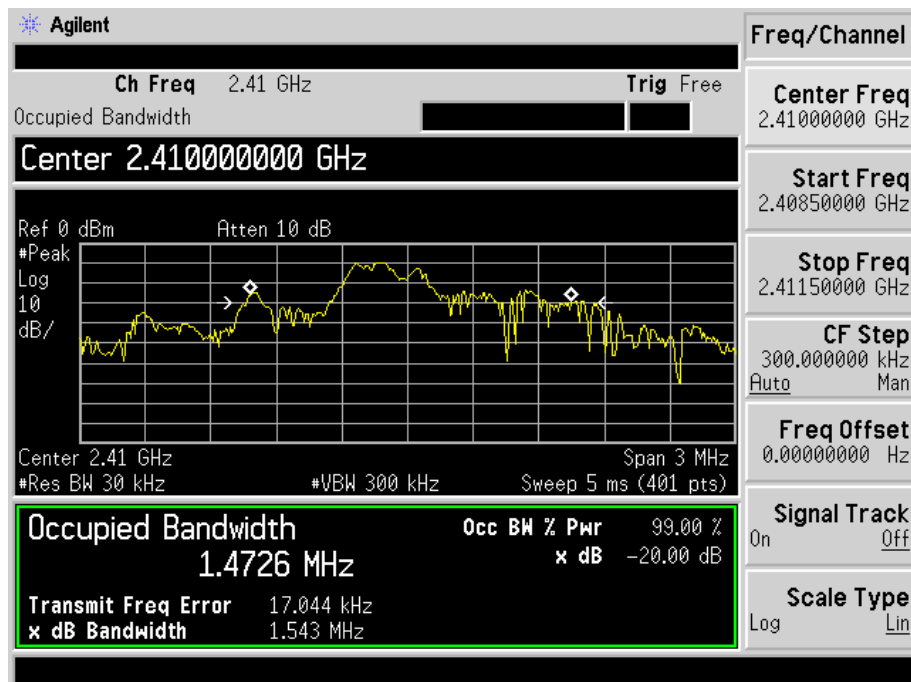 Agilent
Freq/Channel
Ch Freq 2.41 GHz Trig Free
Occupied Bandwidth
Center 2.410000000 GHz
Center Freq
2.41000000 GHz
Start Freq
2.40850000 GHz
Stop Freq
2.41150000 GHz
CF Step
300.000000 kHz
Auto Man
Freq Offset
0.00000000 Hz
Signal Track
On Off
Scale Type
Log Lin
Ref 0 dBm Atten 10 dB
#Peak
Log
10
dB/
Center 2.41 GHz Span 3 MHz
#Res BW 30 kHz #VBW 300 kHz Sweep 5 ms (401 pts)
Occupied Bandwidth
1.4726 MHz
Occ BW % Pwr 99.00 %
x dB -20.00 dB
Transmit Freq Error 17.044 kHz
x dB Bandwidth 1.543 MHz